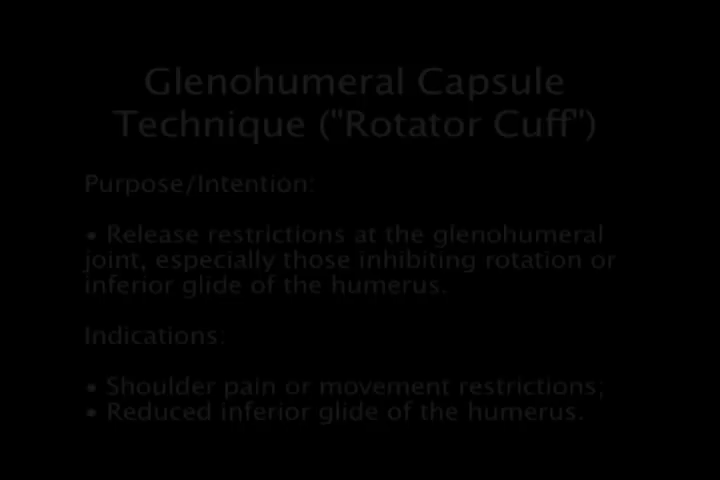 Glenohumeral Capsule
Technique ("Rotator Cuff")
Purpose/Intention:
• Release restrictions at the glenohumeral
joint, especially those inhibiting rotation or
inferior glide of the humerus.
Indications:
• Shoulder pain or movement restrictions;
• Reduced inferior glide of the humerus.